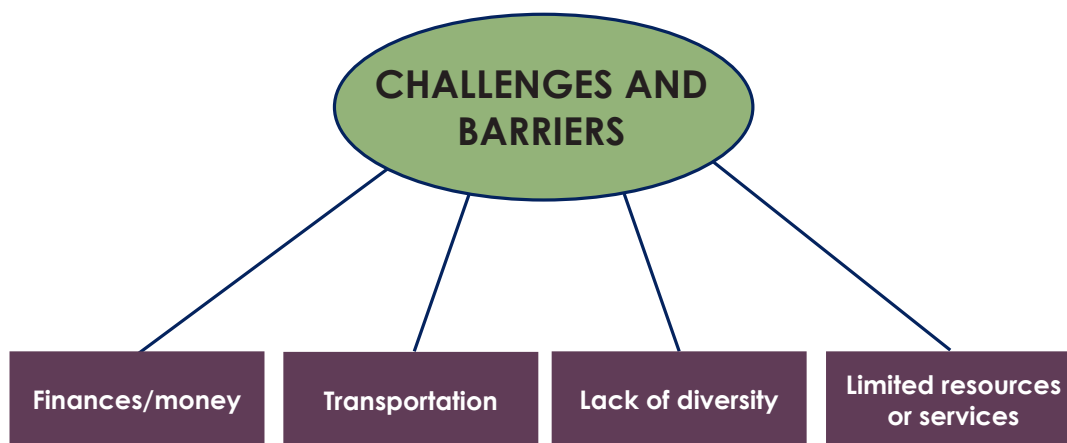 CHALLENGES AND
BARRIERS
Finances/money
Transportation
Lack of diversity
Limited resources
or services